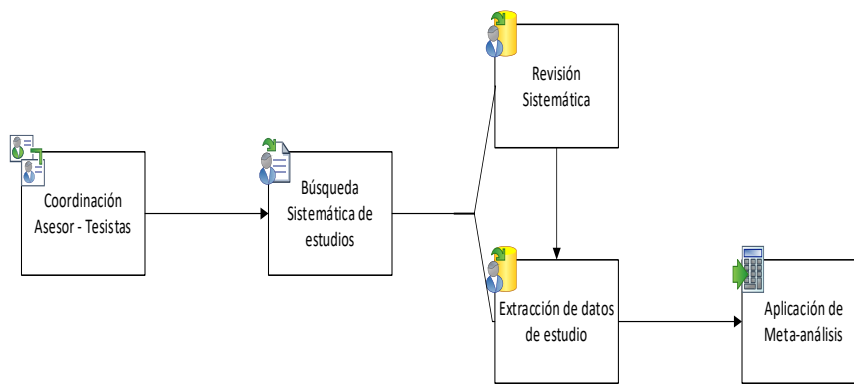 Coordinación
Asesor - Tesistas
Búsqueda
Sistemática de
estudios
Revisión
Sistemática
Extracción de datos
de estudio
Aplicación de
Meta-análisis